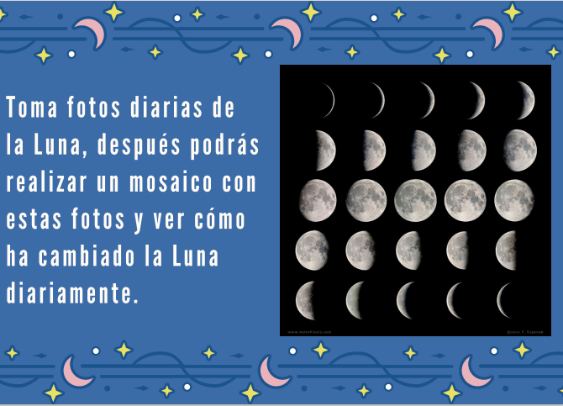 Toma fotos diarias de
la Luna, después podrás
realizar un mosaico con
estas fotos y ver cómo
ha cambiado la Luna
diariamente.